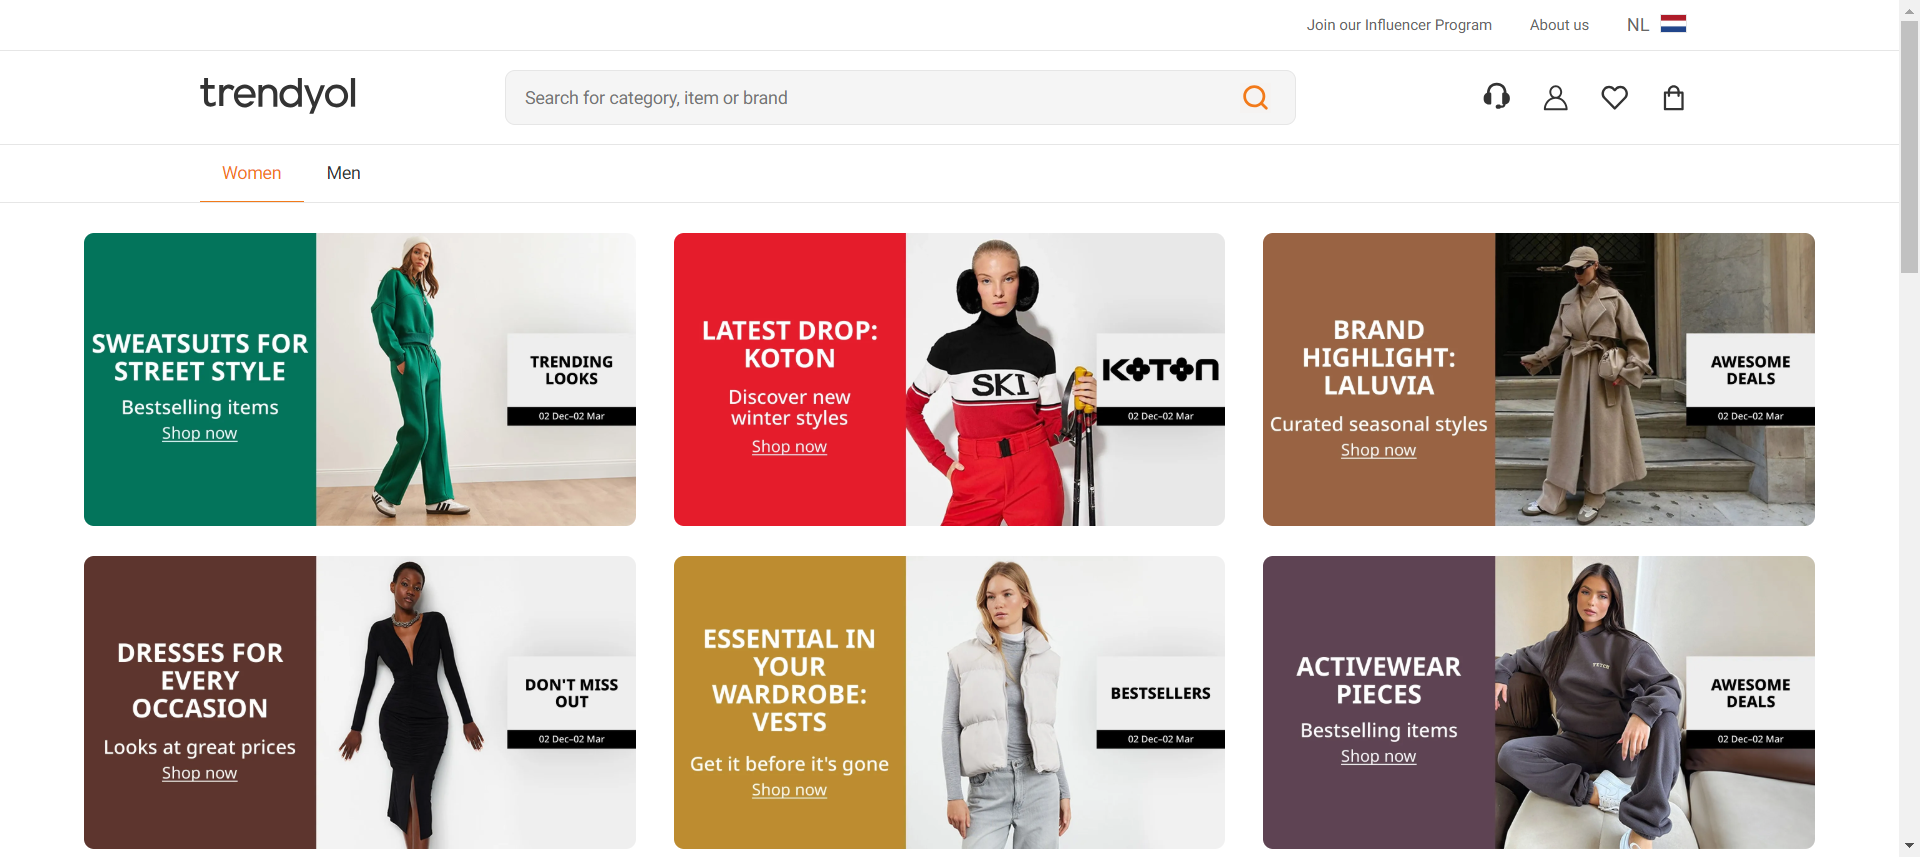 Join our Influencer Program
About us
NL
trendyol
Search for category, item or brand
Women
Men
SWEATSUITS FOR
STREET STYLE
Bestselling items
Shop now
TRENDING
LOOKS
02 Dec–02 Mar
LATEST DROP:
KOTON
Discover new
winter styles
Shop now
SKI
KOTON
02 Dec–02 Mar
BRAND
HIGHLIGHT:
LALUVIA
Curated seasonal styles
Shop now
AWESOME
DEALS
02 Dec–02 Mar
DRESSES FOR
EVERY
OCCASION
Looks at great prices
Shop now
DON'T MISS
OUT
02 Dec–02 Mar
ESSENTIAL IN
YOUR
WARDROBE:
VESTS
Get it before it's gone
Shop now
BESTSELLERS
02 Dec–02 Mar
ACTIVEWEAR
PIECES
Bestselling items
Shop now
AWESOME
DEALS
02 Dec–02 Mar